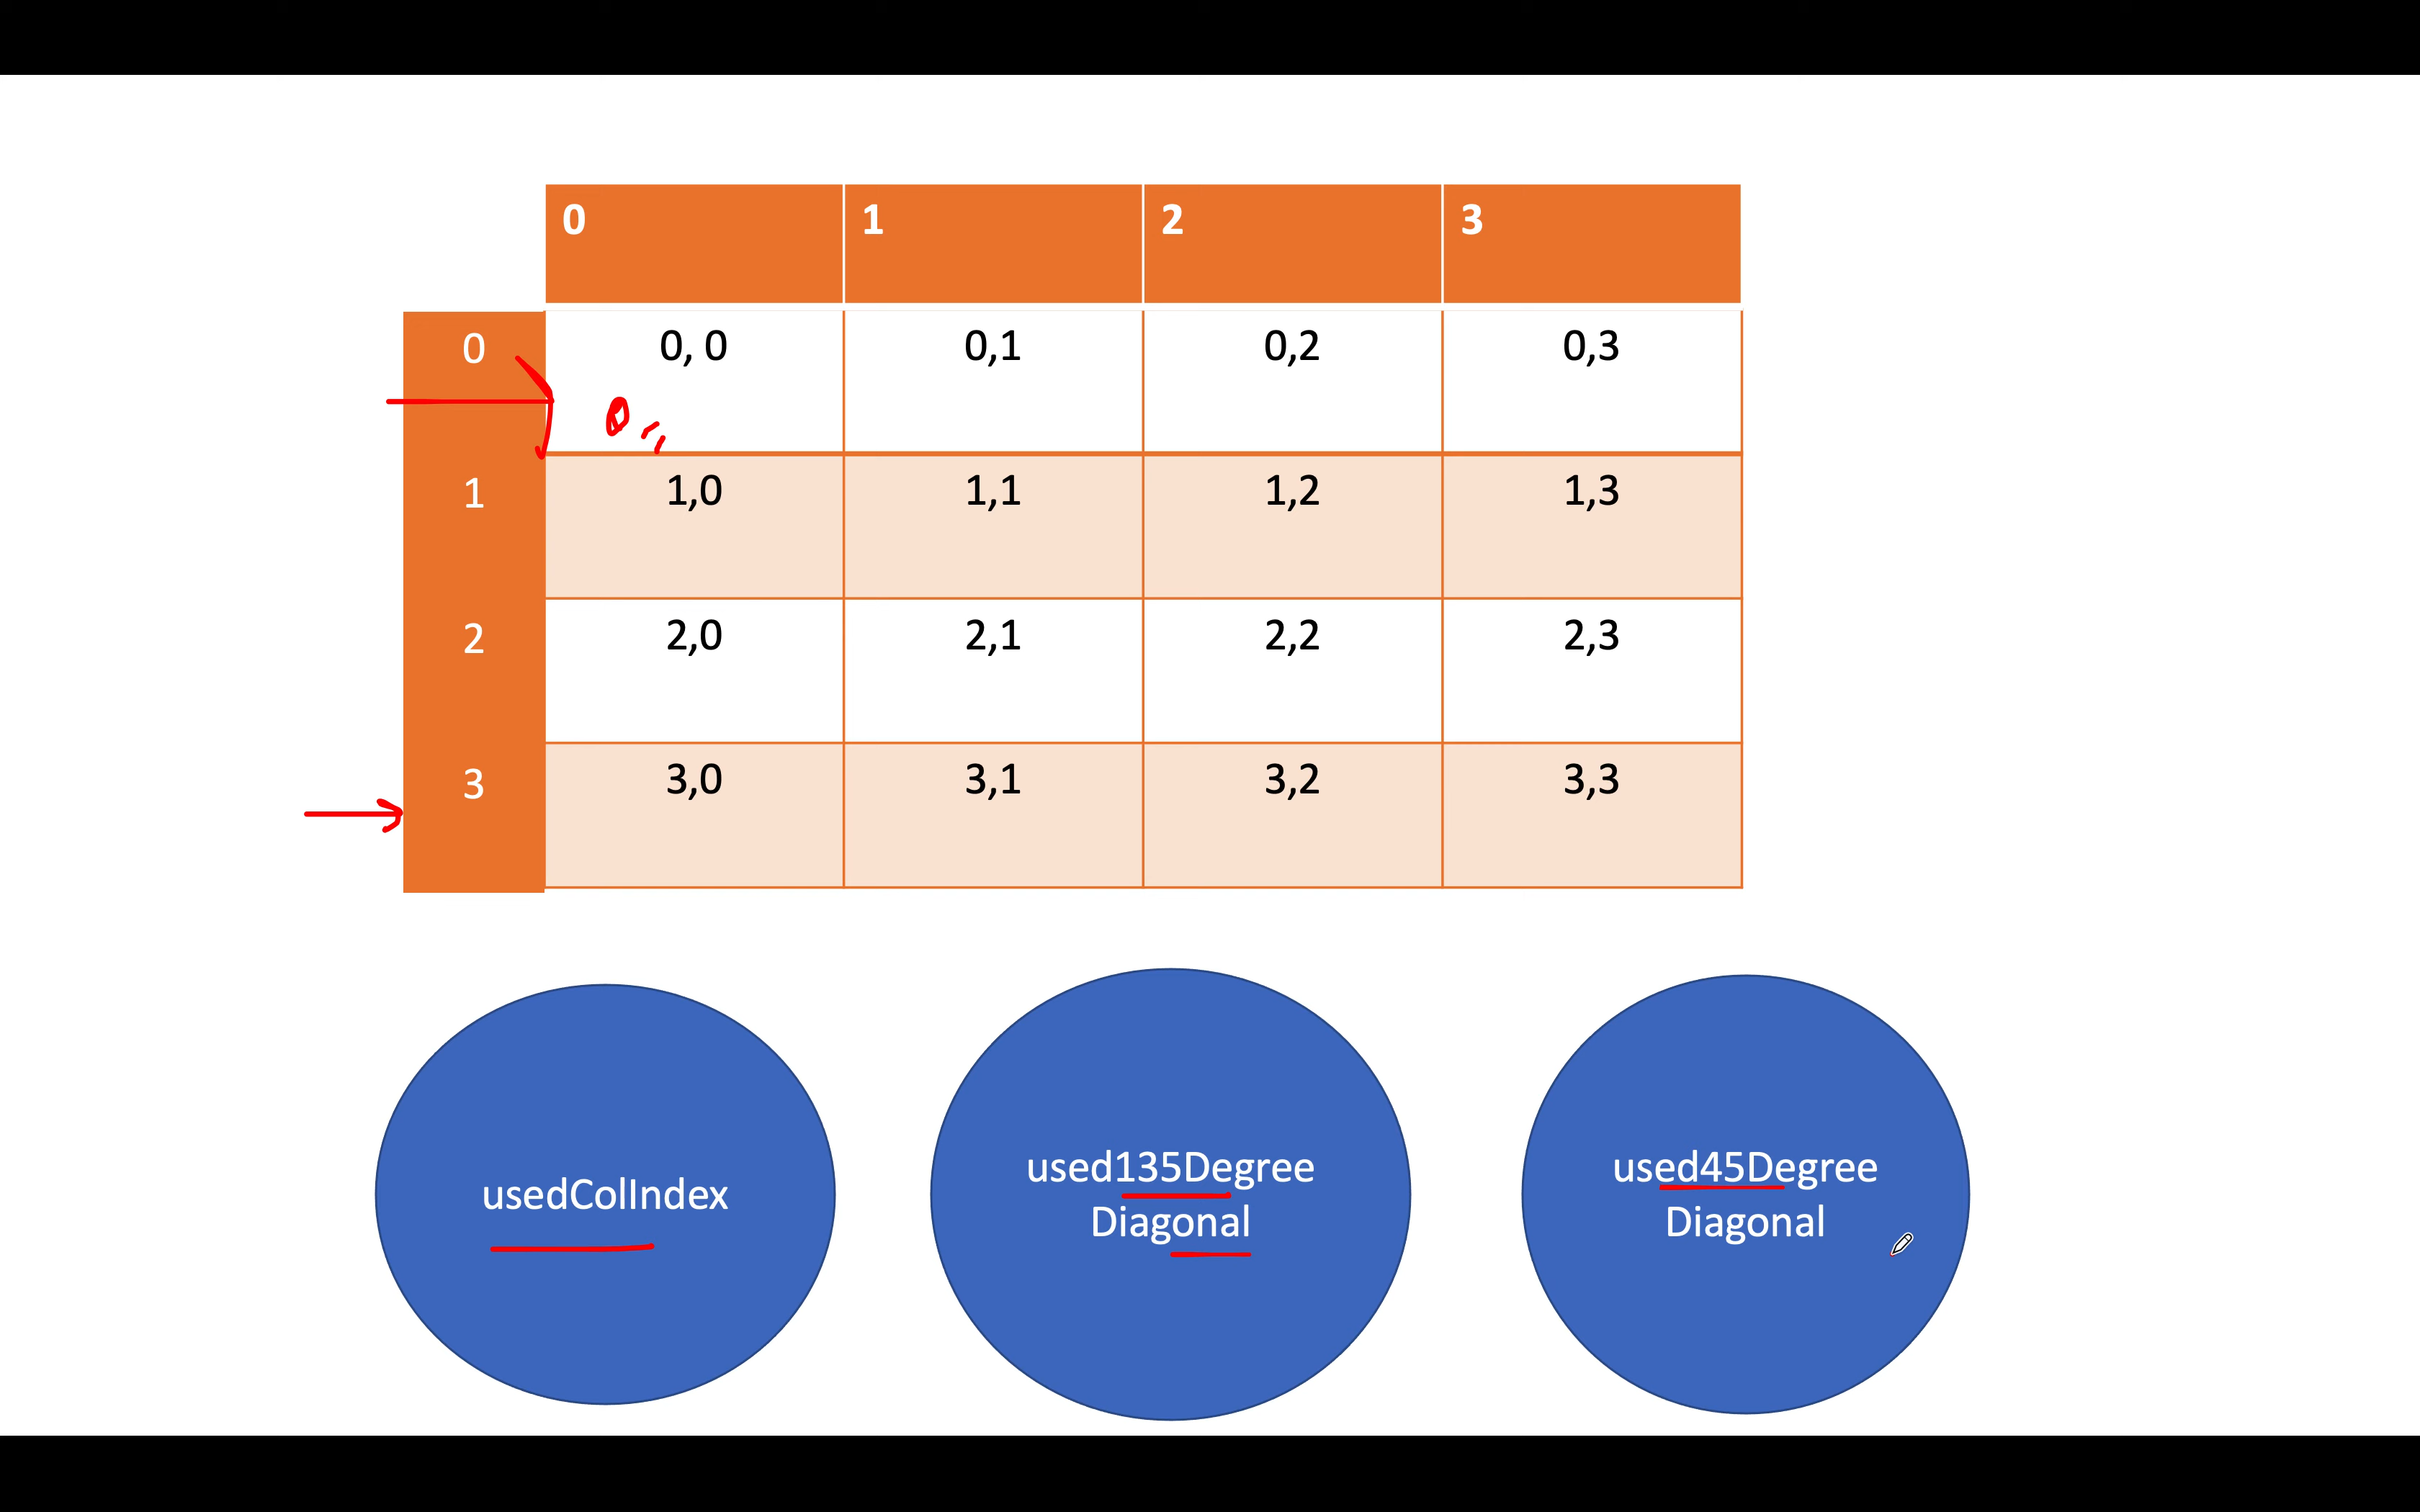 0 1 2 3
0 0, 0 0,1 0,2 0,3
1 1,0 1,1 1,2 1,3
2 2,0 2,1 2,2 2,3
3 3,0 3,1 3,2 3,3
usedColIndex
used135Degree
Diagonal
used45Degree
Diagonal